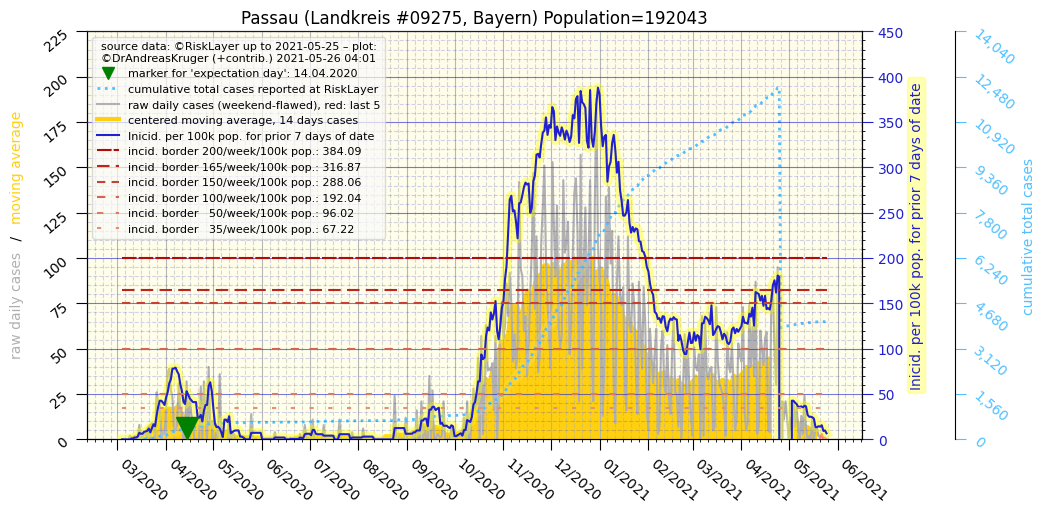 Passau (Landkreis #09275, Bayern) Population=192043
source data: ©RiskLayer up to 2021-05-25 – plot:
©DrAndreasKruger (+contrib.) 2021-05-26 04:01
marker for 'expectation day': 14.04.2020
cumulative total cases reported at RiskLayer
raw daily cases (weekend-flawed), red: last 5
centered moving average, 14 days cases
Inicid. per 100k pop. for prior 7 days of date
incid. border 200/week/100k pop.: 384.09
incid. border 165/week/100k pop.: 316.87
incid. border 150/week/100k pop.: 288.06
incid. border 100/week/100k pop.: 192.04
incid. border 50/week/100k pop.: 96.02
incid. border 35/week/100k pop.: 67.22
raw daily cases / moving average
225
200
175
150
125
100
75
50
25
0
03/2020
04/2020
05/2020
06/2020
07/2020
08/2020
09/2020
10/2020
11/2020
12/2020
01/2021
02/2021
03/2021
04/2021
05/2021
06/2021
450
400
350
300
250
200
150
100
50
0
Inicid. per 100k pop. for prior 7 days of date
14,040
12,480
10,920
9,360
7,800
6,240
4,680
3,120
1,560
0
cumulative total cases